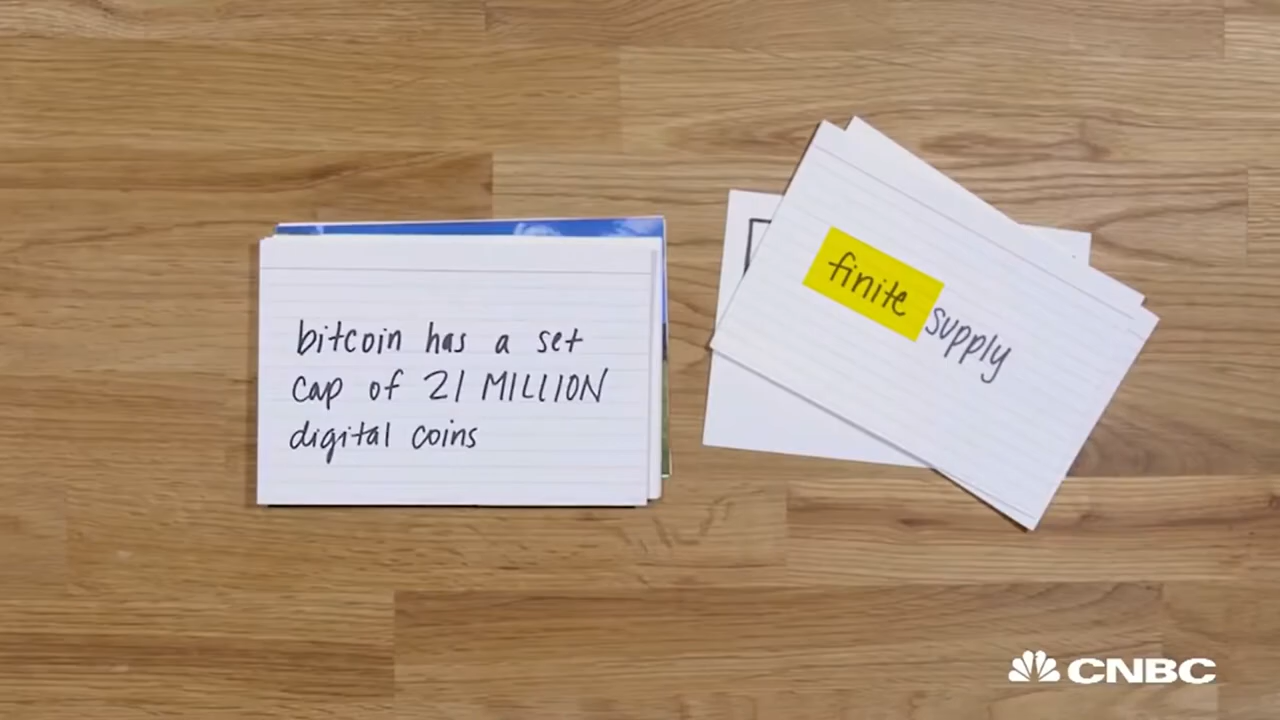 bitcoin has a set
cap of 21 MILLION
digital coins
finite supply
CNBC